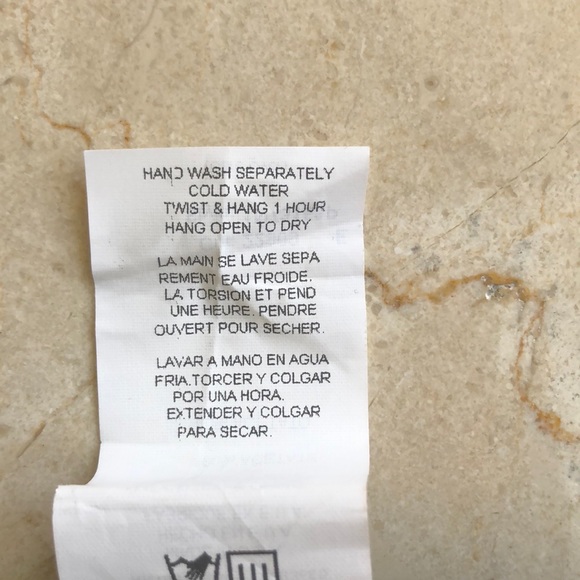 HAND WASH SEPARATELY
COLD WATER
TWIST & HANG 1 HOUR
HANG OPEN TO DRY
LA MAIN SE LAVE SEPA
REMENT EAU FROIDE.
LA TORSION ET PEND
UNE HEURE. PENDRE
OUVERT POUR SECHER.
LAVAR A MANO EN AGUA
FRIA.TORCER Y COLGAR
POR UNA HORA.
EXTENDER Y COLGAR
PARA SECAR.